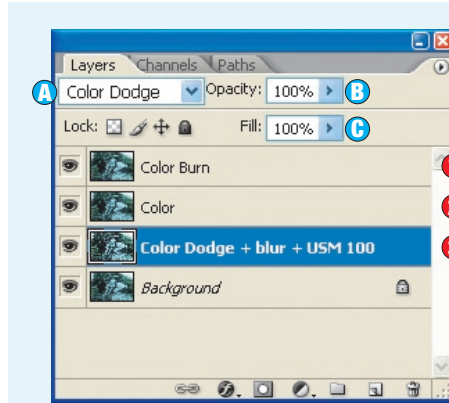 Layers Channels Paths
A Color Dodge Opacity: 100% B
Lock: Fill: 100% C
Color Burn
Color
Color Dodge + blur + USM 100
Background